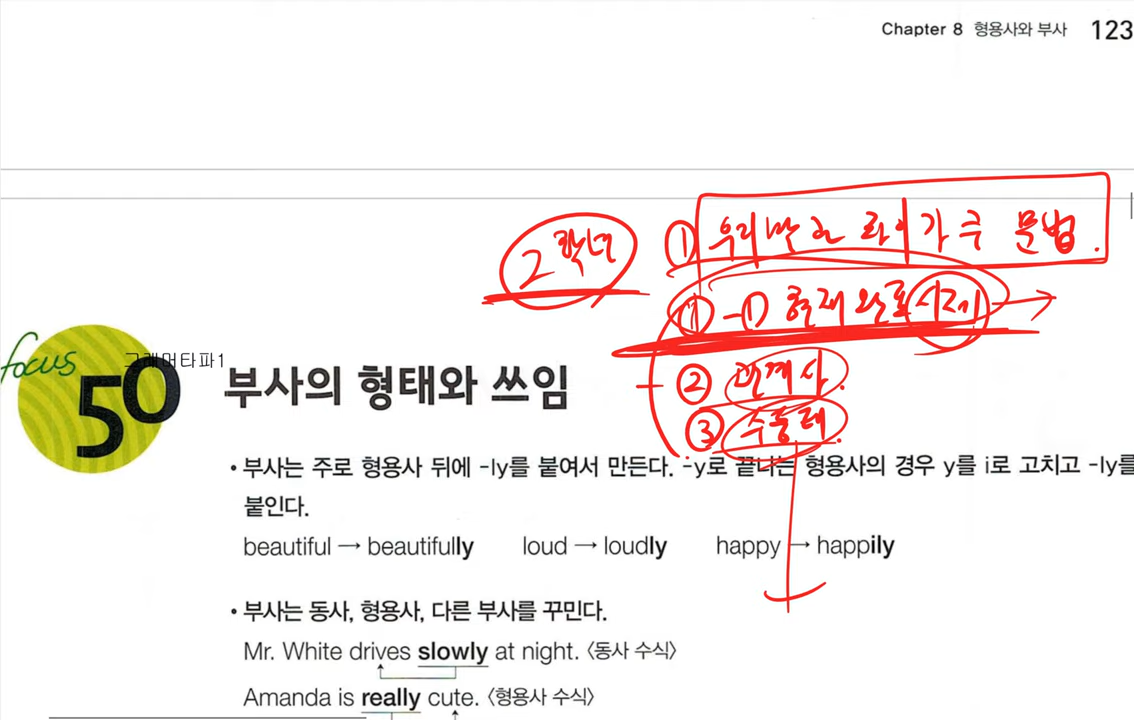 Chapter 8 형용사와 부사 123
2학년
① 우리말과 차이가 큰 문법.
①-① 현재완료시제
② 관계사.
③ 수동태.
focus
50
그래머타파1
부사의 형태와 쓰임
• 부사는 주로 형용사 뒤에 -ly를 붙여서 만든다. -y로 끝나는 형용사의 경우 y를 i로 고치고 -ly를
붙인다.
beautiful → beautifully loud → loudly happy → happily
• 부사는 동사, 형용사, 다른 부사를 꾸민다.
Mr. White drives slowly at night. 〈동사 수식〉
Amanda is really cute. 〈형용사 수식〉